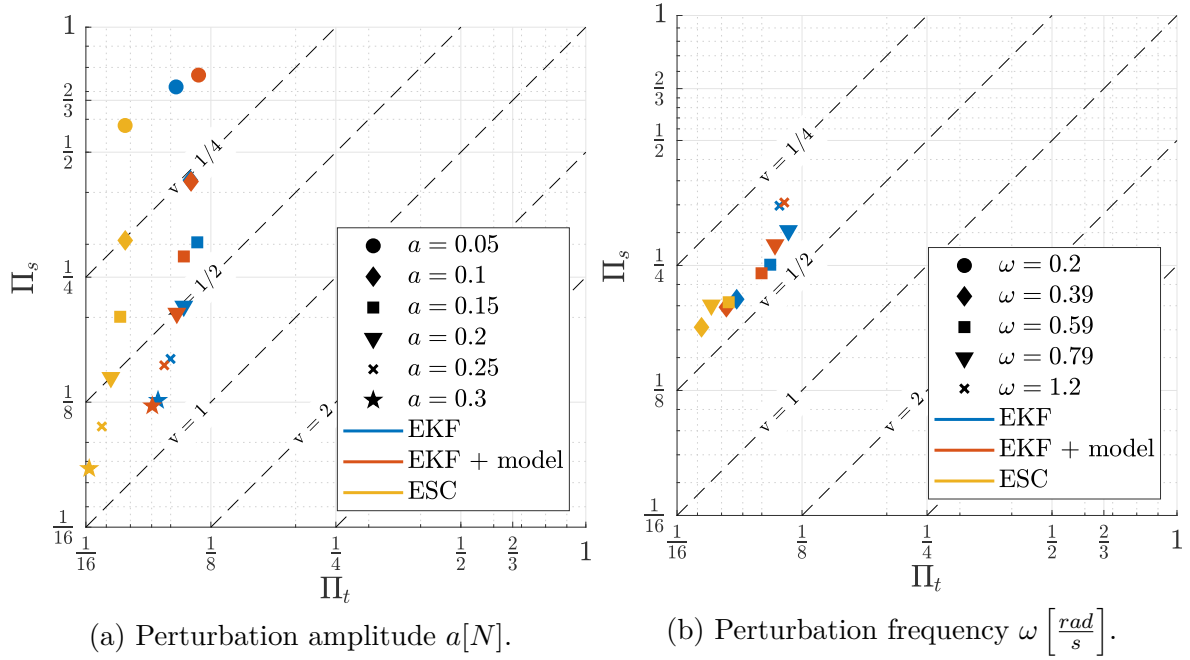 1
2/3
1/2
1/4
1/8
1/16
Π_s
v = 1/4
v = 1/2
v = 1
v = 2
a = 0.05
a = 0.1
a = 0.15
a = 0.2
a = 0.25
a = 0.3
EKF
EKF + model
ESC
1/16
1/8
1/4
1/2
2/3
1
Π_t
(a) Perturbation amplitude a[N].
1
2/3
1/2
1/4
1/8
1/16
Π_s
v = 1/4
v = 1/2
v = 1
v = 2
ω = 0.2
ω = 0.39
ω = 0.59
ω = 0.79
ω = 1.2
EKF
EKF + model
ESC
1/16
1/8
1/4
1/2
2/3
1
Π_t
(b) Perturbation frequency ω [rad/s].